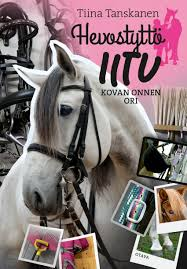 Tiina Tanskanen
Hevostyttö
IITU
KOVAN ONNEN
ORI
OTAVA